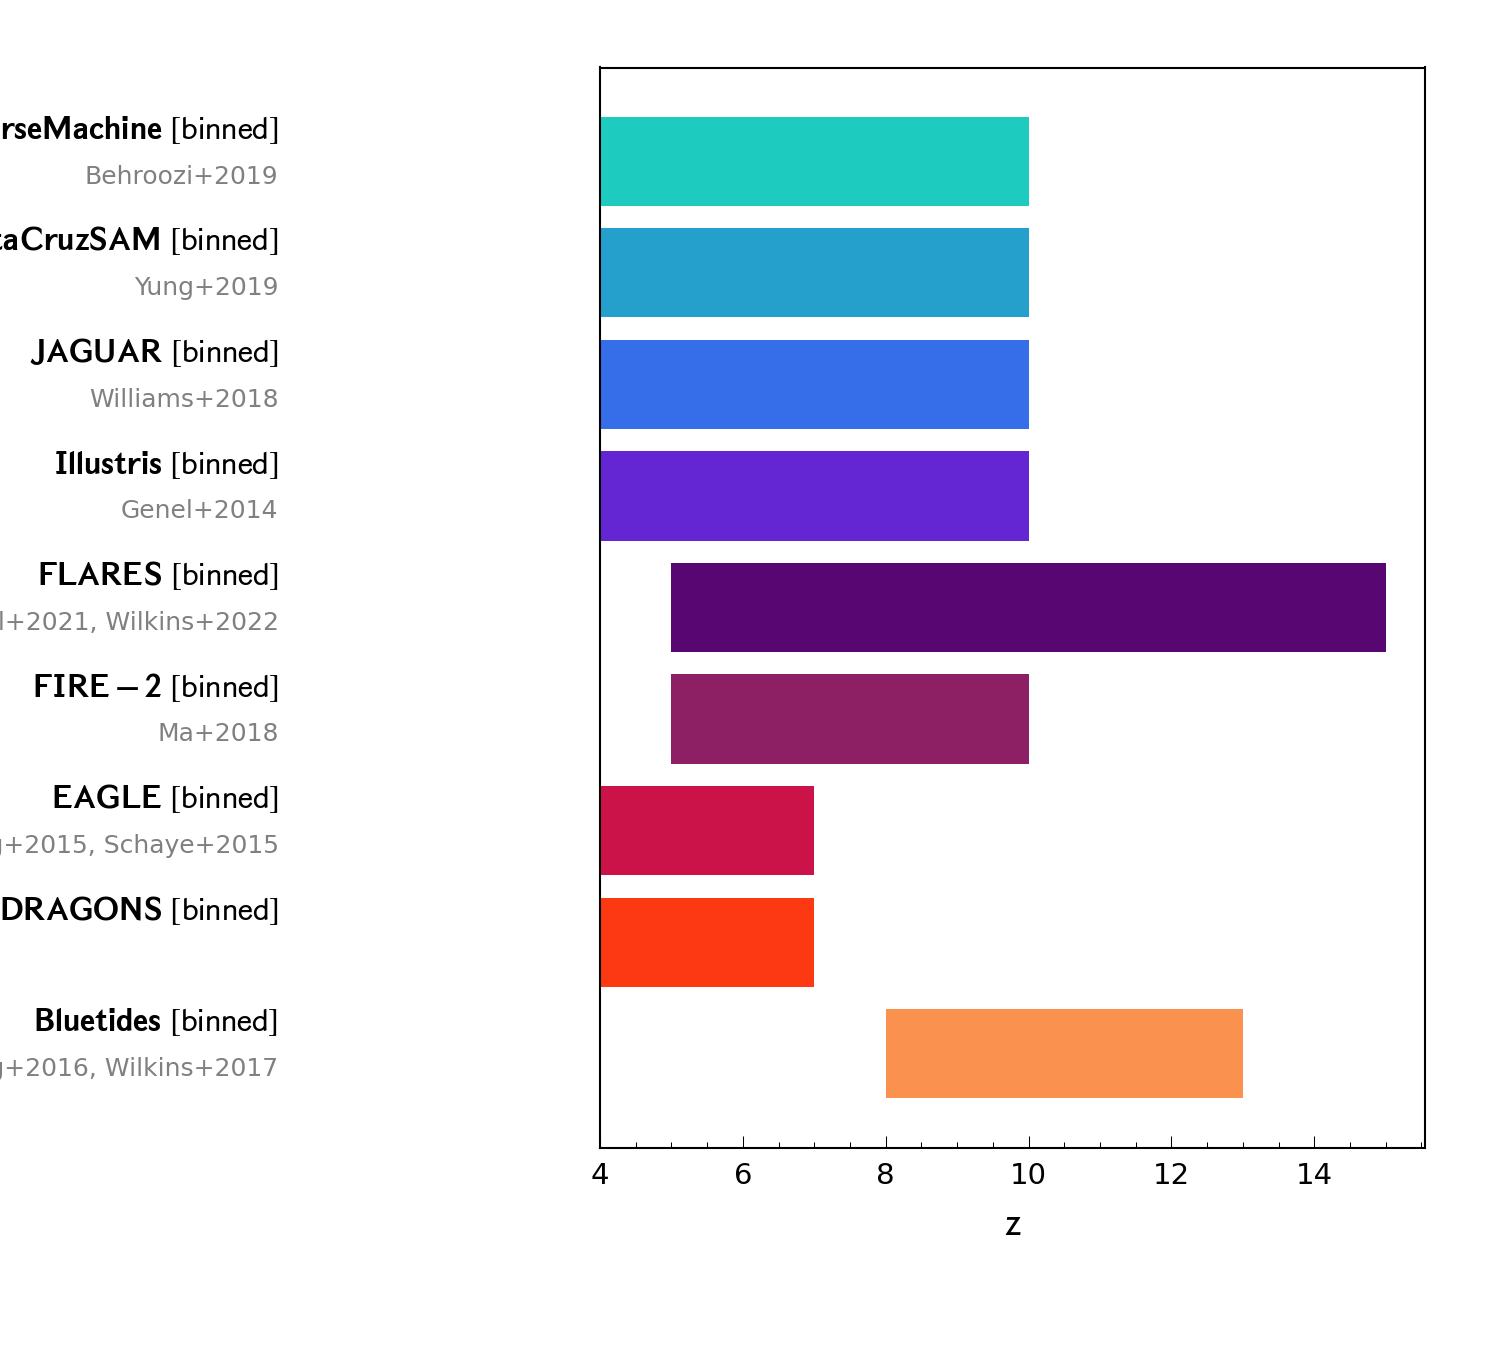 rseMachine [binned]
Behroozi+2019
taCruzSAM [binned]
Yung+2019
JAGUAR [binned]
Williams+2018
Illustris [binned]
Genel+2014
FLARES [binned]
l+2021, Wilkins+2022
FIRE – 2 [binned]
Ma+2018
EAGLE [binned]
g+2015, Schaye+2015
DRAGONS [binned]
Bluetides [binned]
g+2016, Wilkins+2017
4 6 8 10 12 14
z